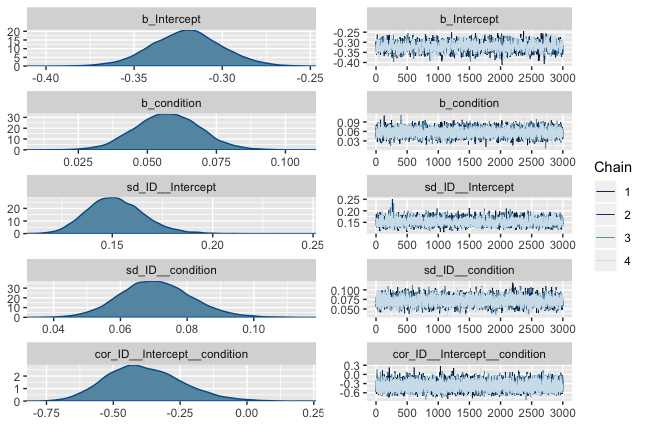 b_Intercept
20
15
10
5
0
-0.40 -0.35 -0.30 -0.25
b_Intercept
-0.25
-0.30
-0.35
-0.40
0 500 1000 1500 2000 2500 3000
b_condition
30
20
10
0
0.025 0.050 0.075 0.100
b_condition
0.09
0.06
0.03
0 500 1000 1500 2000 2500 3000
sd_ID__Intercept
20
10
0
0.15 0.20 0.25
sd_ID__Intercept
0.25
0.20
0.15
0 500 1000 1500 2000 2500 3000
sd_ID__condition
30
20
10
0
0.04 0.06 0.08 0.10
sd_ID__condition
0.100
0.075
0.050
0 500 1000 1500 2000 2500 3000
cor_ID__Intercept__condition
2
1
0
-0.75 -0.50 -0.25 0.00 0.25
cor_ID__Intercept__condition
0.3
0.0
-0.3
-0.6
0 500 1000 1500 2000 2500 3000
Chain
1
2
3
4